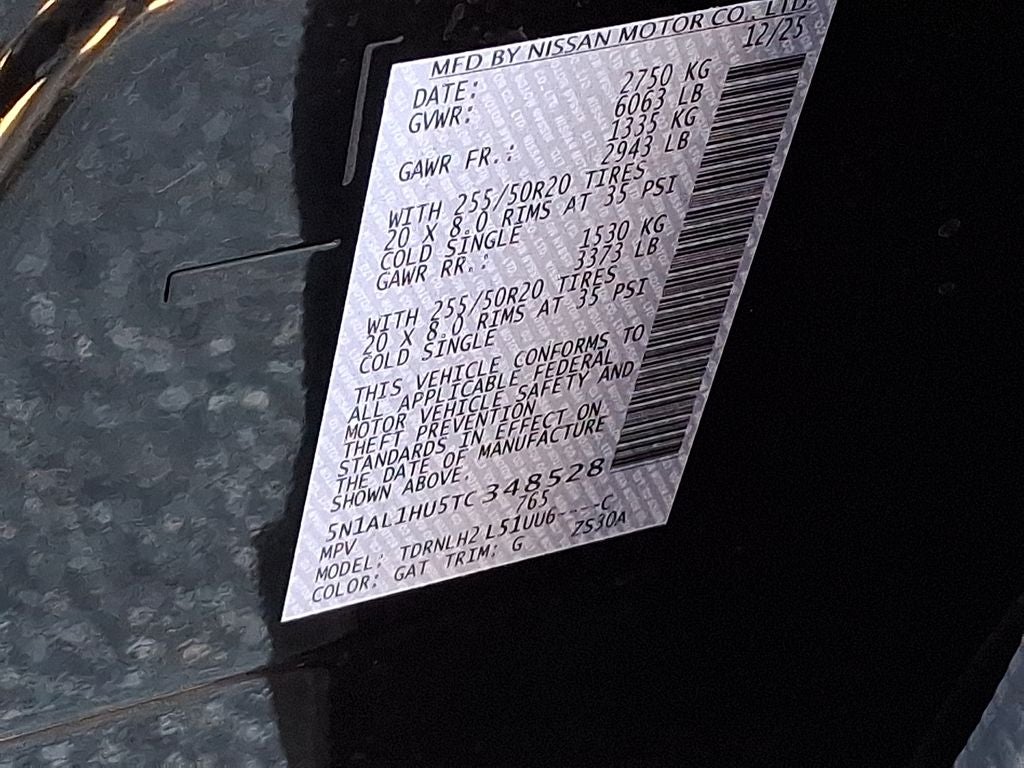 MFD BY NISSAN MOTOR CO., LTD.
DATE: 12/25
GVWR: 2750 KG
6063 LB
GAWR FR.: 1335 KG
2943 LB
WITH 255/50R20 TIRES
20 X 8.0 RIMS AT 35 PSI
COLD SINGLE
GAWR RR.: 1530 KG
3373 LB
WITH 255/50R20 TIRES
20 X 8.0 RIMS AT 35 PSI
COLD SINGLE
THIS VEHICLE CONFORMS TO
ALL APPLICABLE FEDERAL
MOTOR VEHICLE SAFETY AND
THEFT PREVENTION
STANDARDS IN EFFECT ON
THE DATE OF MANUFACTURE
SHOWN ABOVE.
5N1AL1HU5TC348528
MPV 765
MODEL: TDRNLH2 L51UU6----C
COLOR: GAT TRIM: G ZS30A